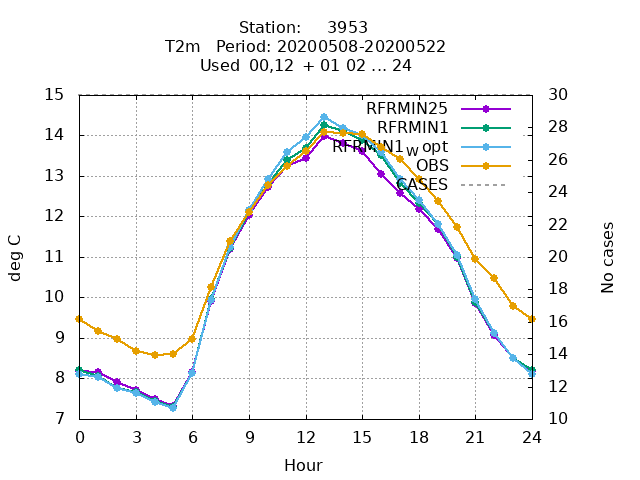 Station: 3953
T2m Period: 20200508-20200522
Used 00,12 + 01 02 ... 24
15
14
13
12
11
10
9
8
7
30
28
26
24
22
20
18
16
14
12
10
RFRMIN25
RFRMIN1
RFRMIN1wopt
OBS
CASES
deg C
No cases
0 3 6 9 12 15 18 21 24
Hour